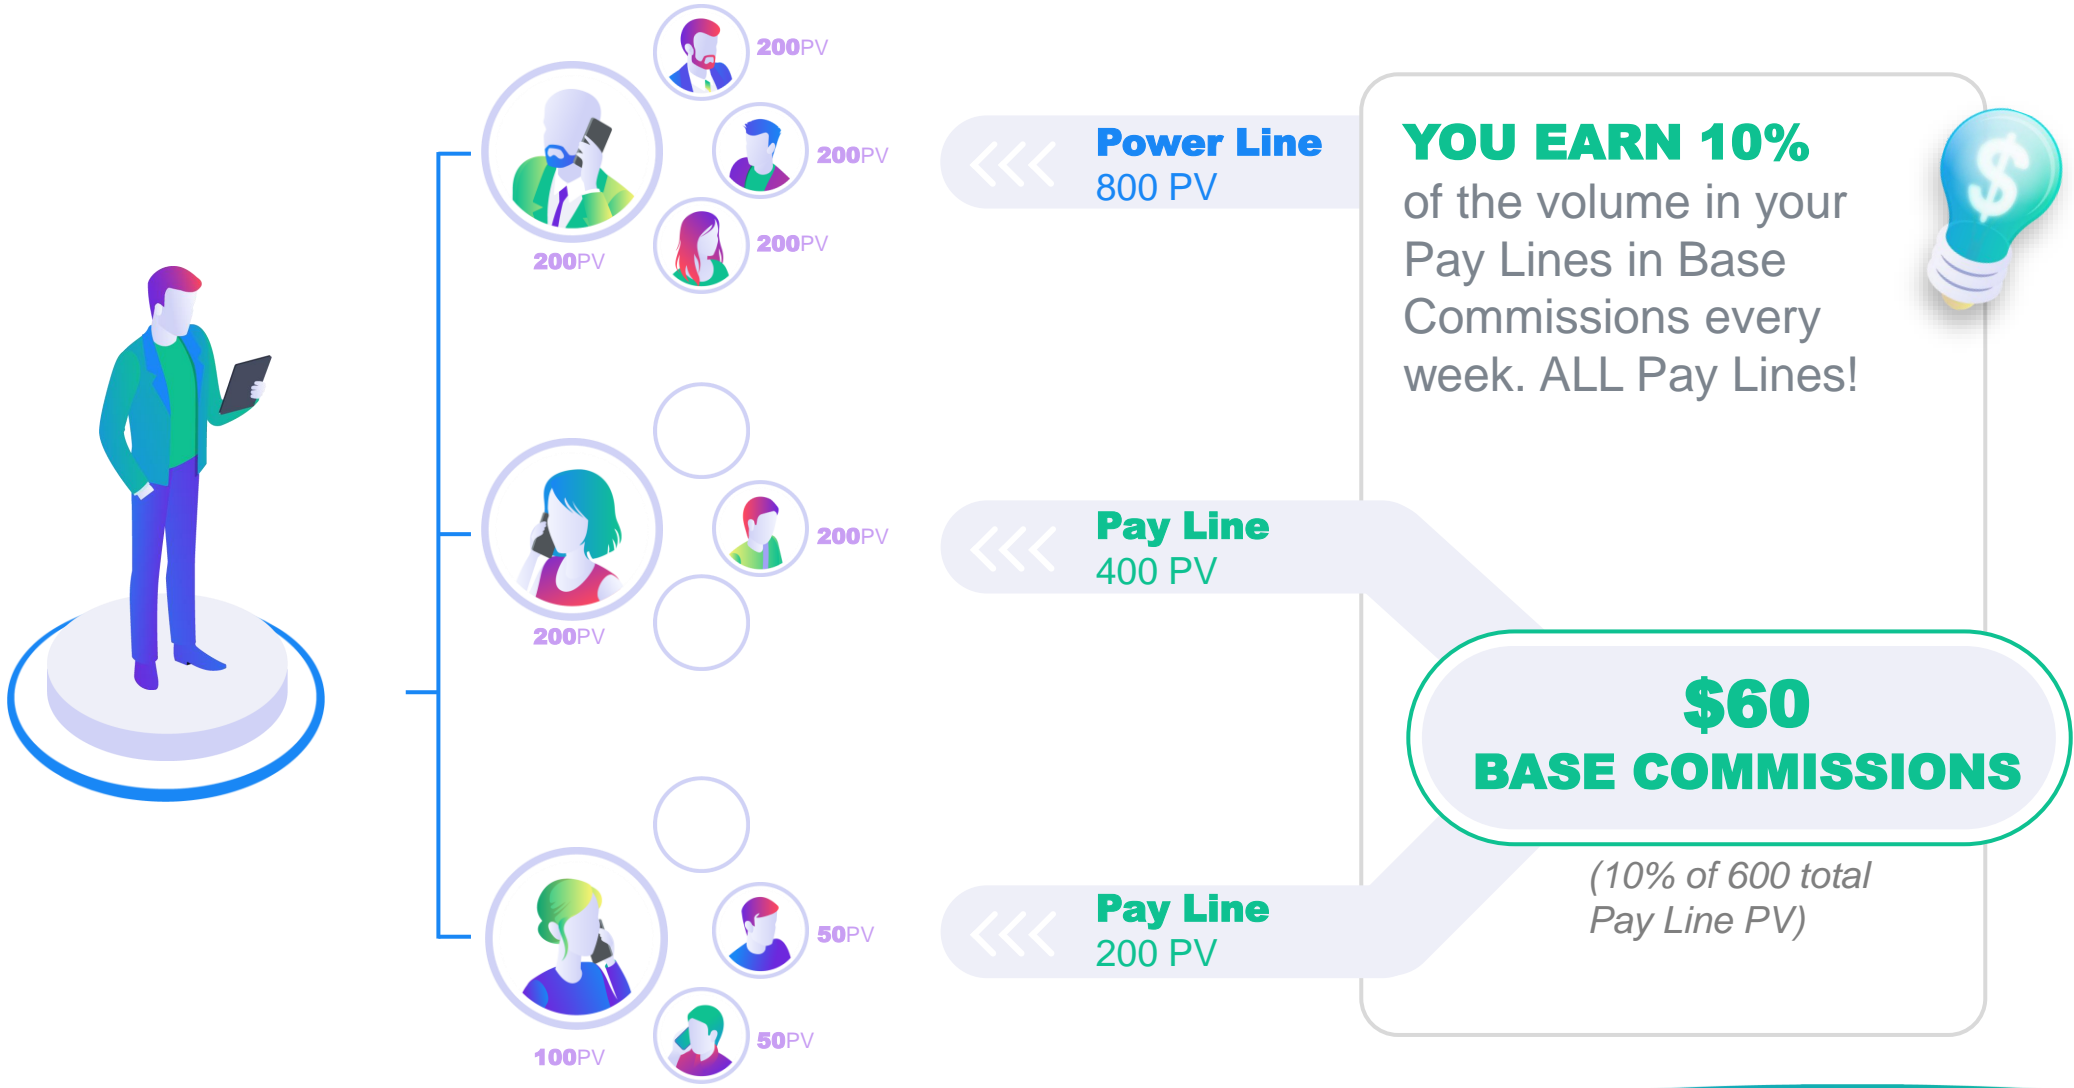 200PV
200PV
200PV
200PV
Power Line
800 PV
YOU EARN 10%
of the volume in your
Pay Lines in Base
Commissions every
week. ALL Pay Lines!
$
200PV
200PV
Pay Line
400 PV
$60
BASE COMMISSIONS
(10% of 600 total
Pay Line PV)
50PV
50PV
100PV
Pay Line
200 PV